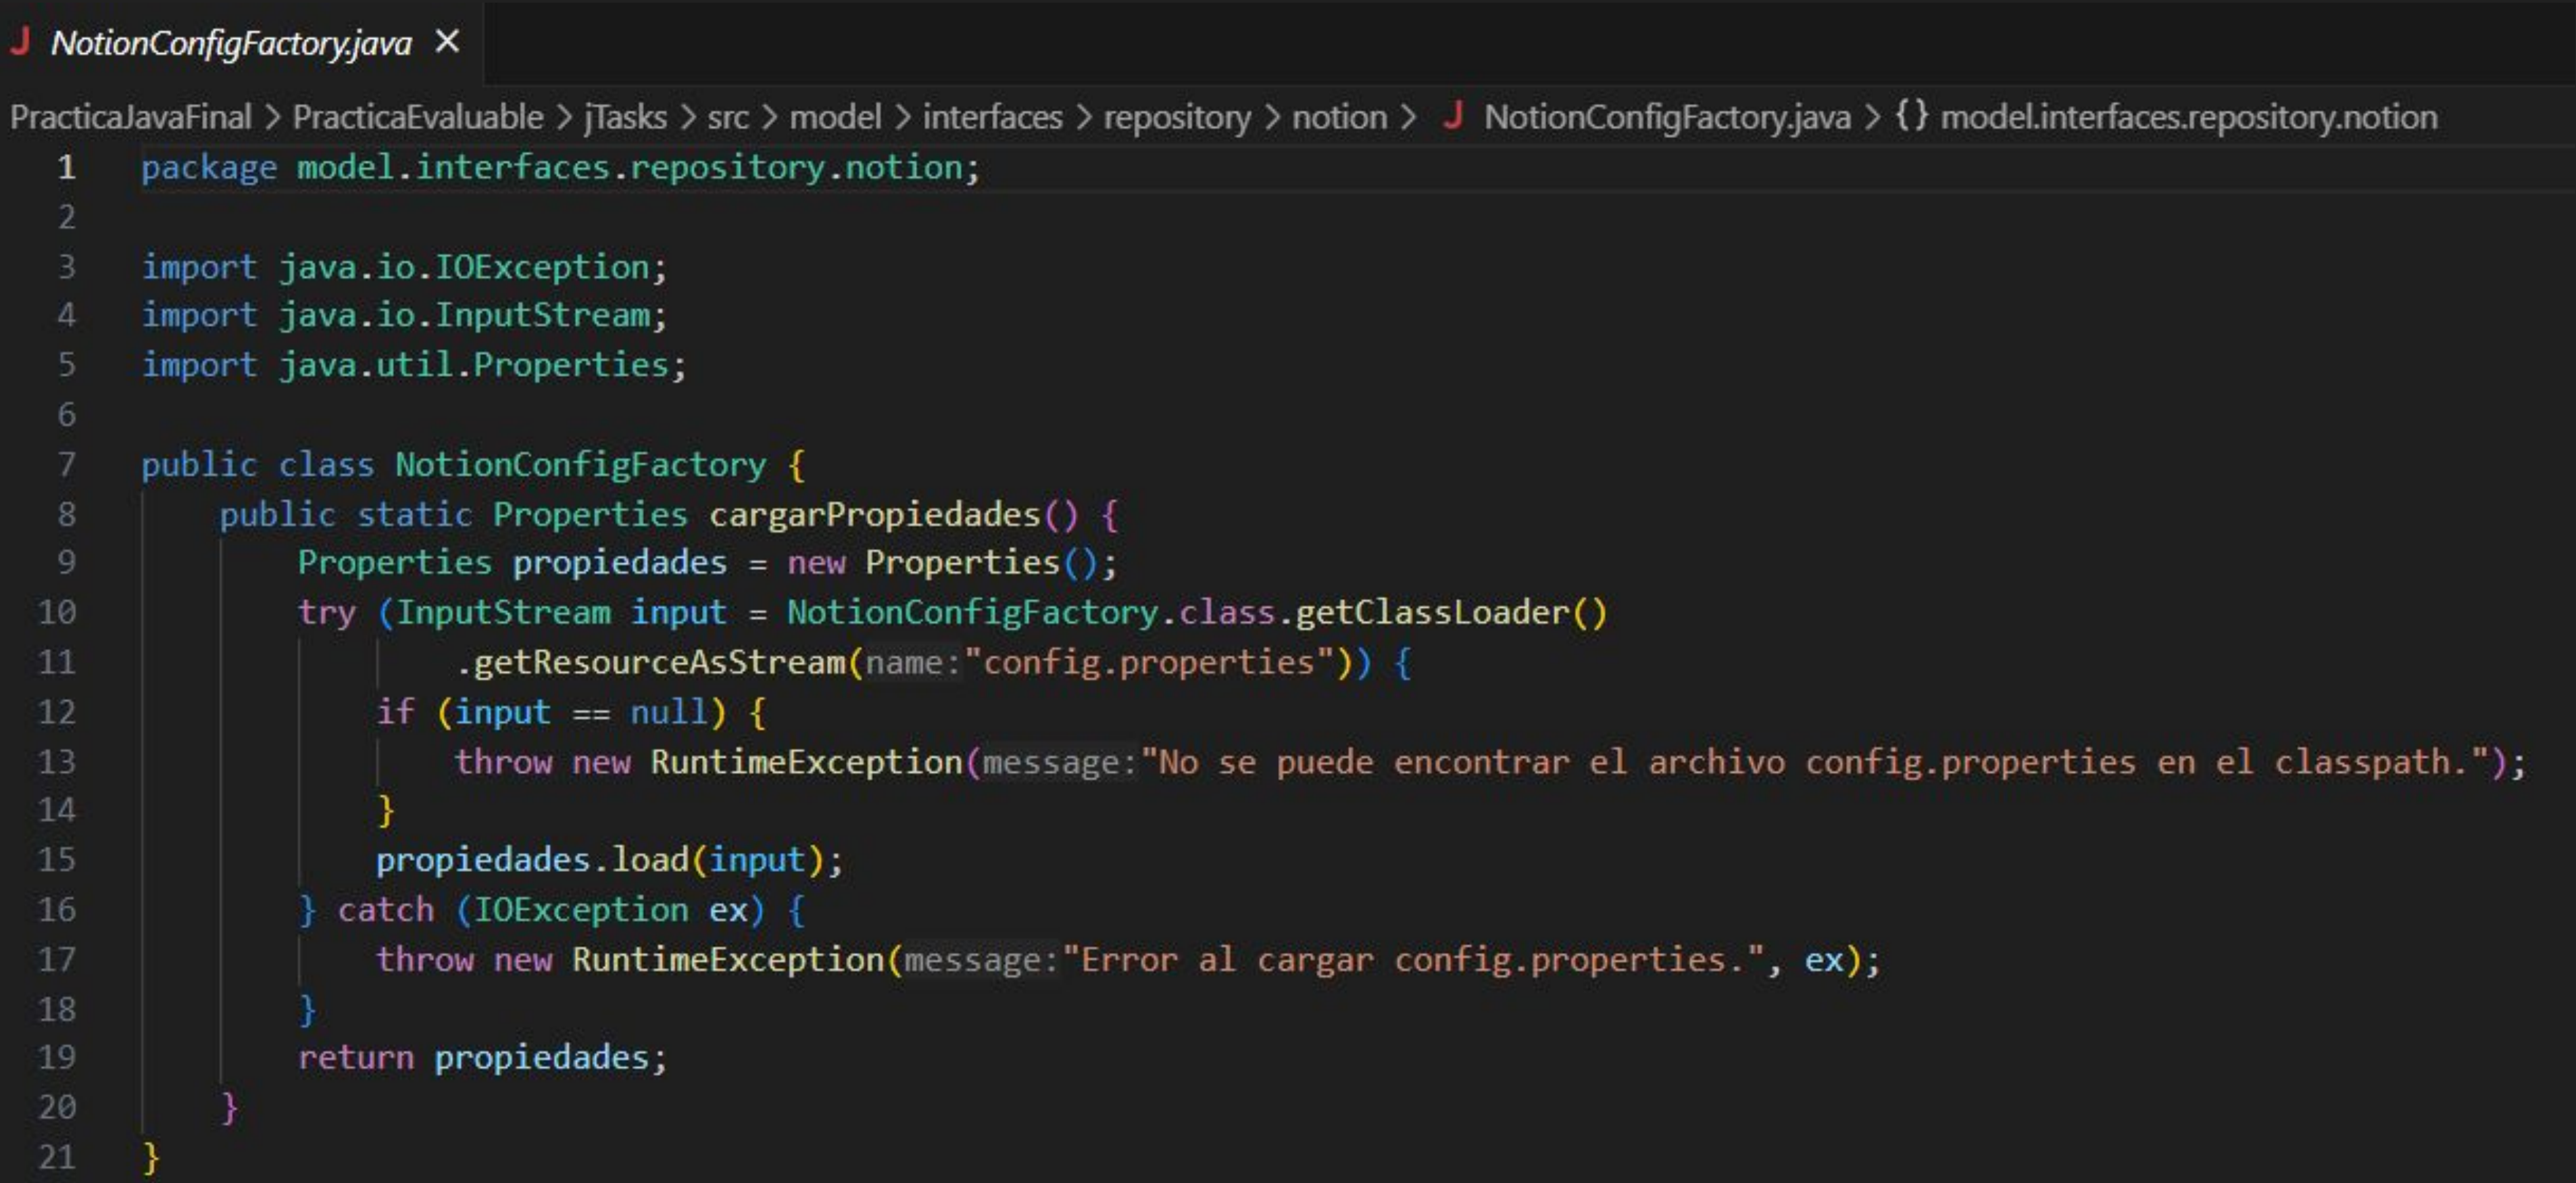 J NotionConfigFactory.java ×
PracticaJavaFinal > PracticaEvaluable > jTasks > src > model > interfaces > repository > notion > J NotionConfigFactory.java > {} model.interfaces.repository.notion
1 package model.interfaces.repository.notion;
2
3 import java.io.IOException;
4 import java.io.InputStream;
5 import java.util.Properties;
6
7 public class NotionConfigFactory {
8     public static Properties cargarPropiedades() {
9         Properties propiedades = new Properties();
10         try (InputStream input = NotionConfigFactory.class.getClassLoader()
11                 .getResourceAsStream(name:"config.properties")) {
12             if (input == null) {
13                 throw new RuntimeException(message:"No se puede encontrar el archivo config.properties en el classpath.");
14             }
15             propiedades.load(input);
16         } catch (IOException ex) {
17             throw new RuntimeException(message:"Error al cargar config.properties.", ex);
18         }
19         return propiedades;
20     }
21 }